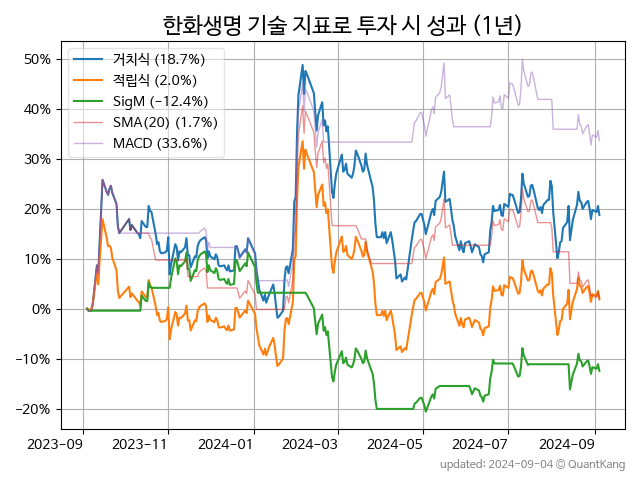 한화생명 기술 지표로 투자 시 성과 (1년)
50%
40%
30%
20%
10%
0%
−10%
−20%
거치식 (18.7%)
적립식 (2.0%)
SigM (−12.4%)
SMA(20) (1.7%)
MACD (33.6%)
2023-09
2023-11
2024-01
2024-03
2024-05
2024-07
2024-09
updated: 2024-09-04 © QuantKang